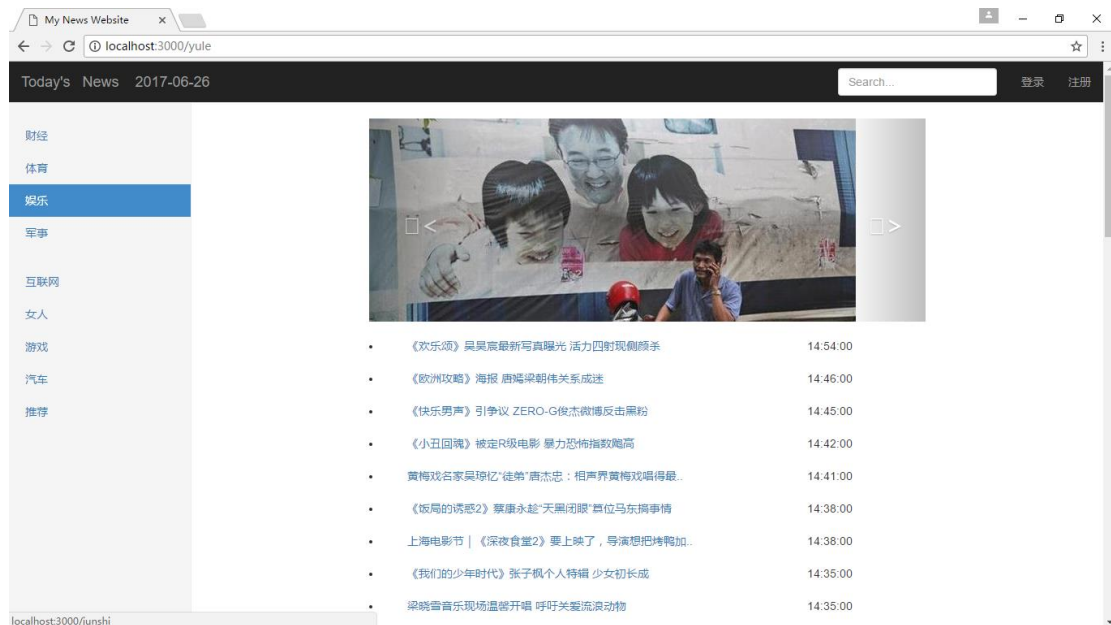 My News Website
localhost:3000/yule
Today's News 2017-06-26
Search...
登录
注册
财经
体育
娱乐
军事
互联网
女人
游戏
汽车
推荐
<
>
《欢乐颂》吴昊宸最新写真曝光 活力四射现侧颜杀 14:54:00
《欧洲攻略》海报 唐嫣梁朝伟关系成迷 14:46:00
《快乐男声》引争议 ZERO-G俊杰微博反击黑粉 14:45:00
《小丑回魂》被定R级电影 暴力恐怖指数飚高 14:42:00
黄梅戏名家吴琼忆“徒弟”唐杰忠：相声界黄梅戏唱得最.. 14:41:00
《饭局的诱惑2》蔡康永趁“天黑闭眼”篡位马东搞事情 14:38:00
上海电影节｜《深夜食堂2》要上映了，导演想把烤鸭加.. 14:38:00
《我们的少年时代》张子枫个人特辑 少女初长成 14:35:00
梁晓雪音乐现场温馨开唱 呼吁关爱流浪动物 14:35:00
localhost:3000/junshi